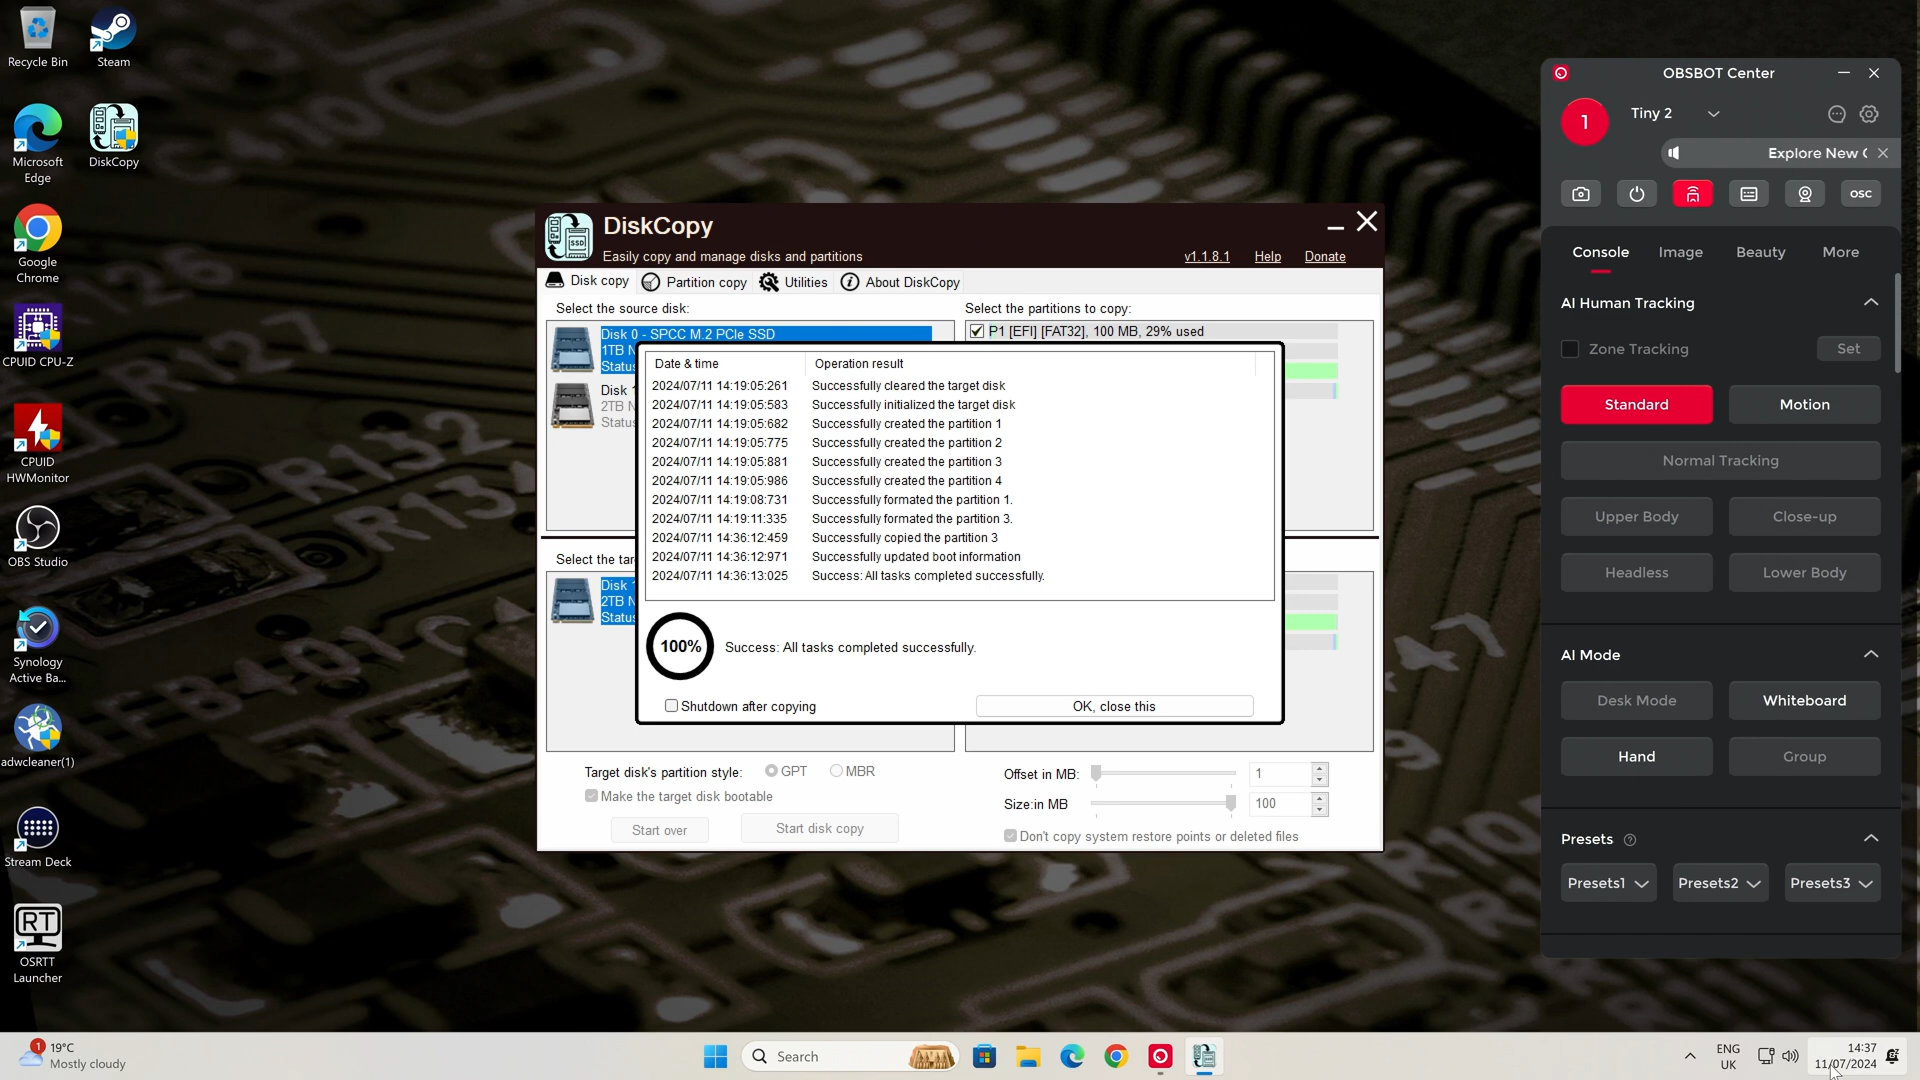 Recycle Bin
Steam
Microsoft
Edge
DiskCopy
Google
Chrome
CPUID CPU-Z
CPUID
HWMonitor
OBS Studio
Synology
Active Ba...
adwcleaner(1)
Stream Deck
RT
OSRTT
Launcher
SSD
DiskCopy
Easily copy and manage disks and partitions
v1.1.8.1
Help
Donate
Disk copy
Partition copy
Utilities
About DiskCopy
Select the source disk:
Select the partitions to copy:
Disk 0 - SPCC M.2 PCIe SSD
1TB N
Status
Disk 1
2TB N
Status
P1 [EFI] [FAT32], 100 MB, 29% used
Date & time
Operation result
2024/07/11 14:19:05:261 Successfully cleared the target disk
2024/07/11 14:19:05:583 Successfully initialized the target disk
2024/07/11 14:19:05:682 Successfully created the partition 1
2024/07/11 14:19:05:775 Successfully created the partition 2
2024/07/11 14:19:05:881 Successfully created the partition 3
2024/07/11 14:19:05:986 Successfully created the partition 4
2024/07/11 14:19:08:731 Successfully formated the partition 1.
2024/07/11 14:19:11:335 Successfully formated the partition 3.
2024/07/11 14:36:12:459 Successfully copied the partition 3
2024/07/11 14:36:12:971 Successfully updated boot information
2024/07/11 14:36:13:025 Success: All tasks completed successfully.
100%
Success: All tasks completed successfully.
Shutdown after copying
OK, close this
Select the tar
Disk 1
2TB N
Status
Target disk's partition style:
GPT
MBR
Make the target disk bootable
Start over
Start disk copy
Offset in MB:
1
Size:in MB
100
Don't copy system restore points or deleted files
OBSBOT Center
1
Tiny 2
Explore New
OSC
Console
Image
Beauty
More
AI Human Tracking
Zone Tracking
Set
Standard
Motion
Normal Tracking
Upper Body
Close-up
Headless
Lower Body
AI Mode
Desk Mode
Whiteboard
Hand
Group
Presets
Presets1
Presets2
Presets3
1
19°C
Mostly cloudy
Search
ENG
UK
14:37
11/07/2024
R132
R132